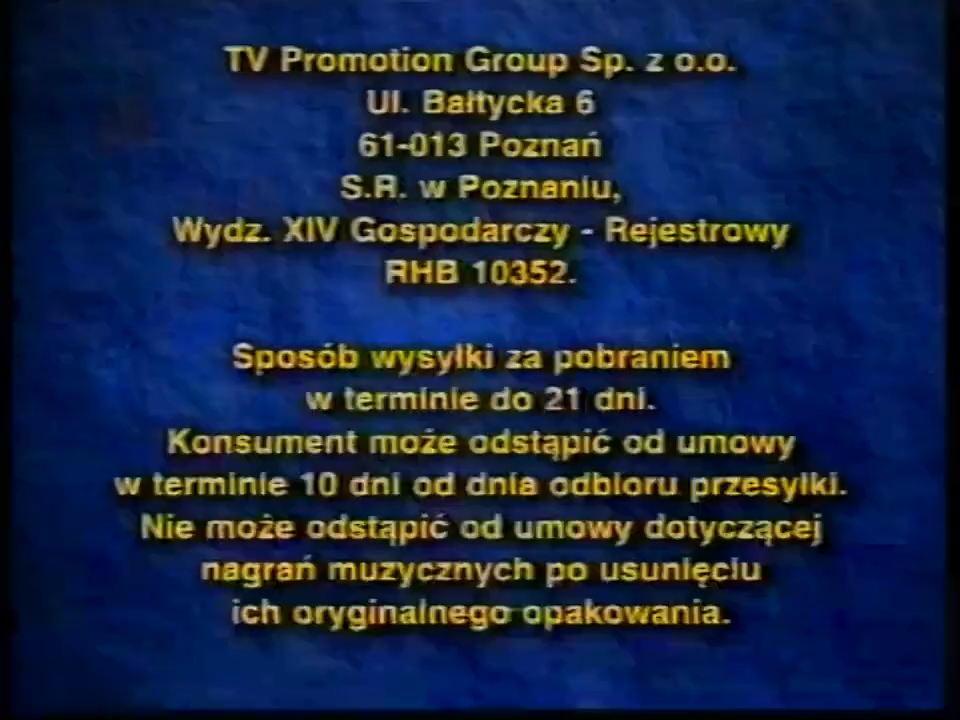 TV Promotion Group Sp. z o.o.
Ul. Bałtycka 6
61-013 Poznań
S.R. w Poznaniu,
Wydz. XIV Gospodarczy - Rejestrowy
RHB 10352.
Sposób wysyłki za pobraniem
w terminie do 21 dni.
Konsument może odstąpić od umowy
w terminie 10 dni od dnia odbioru przesyłki.
Nie może odstąpić od umowy dotyczącej
nagrań muzycznych po usunięciu
ich oryginalnego opakowania.